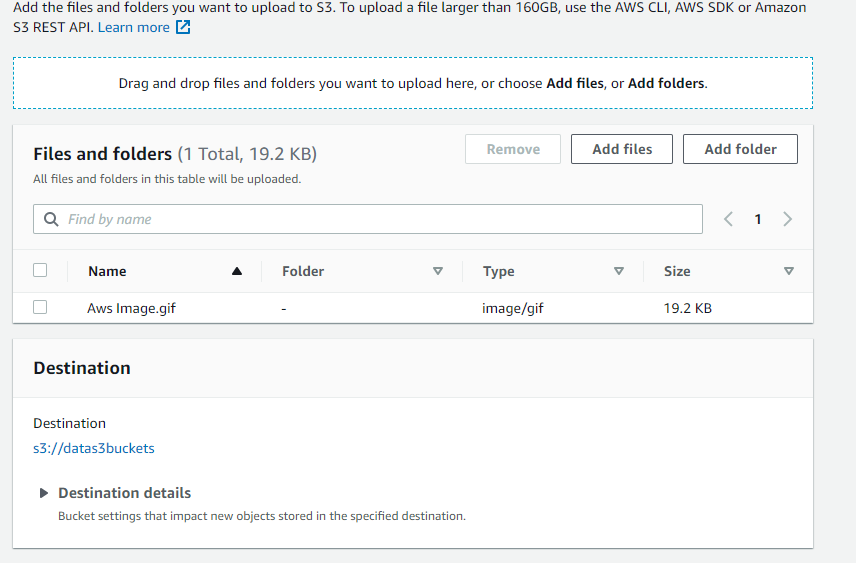 Add the files and folders you want to upload to S3. To upload a file larger than 160GB, use the AWS CLI, AWS SDK or Amazon
S3 REST API. Learn more
Drag and drop files and folders you want to upload here, or choose Add files, or Add folders.
Files and folders (1 Total, 19.2 KB)
Remove
Add files
Add folder
All files and folders in this table will be uploaded.
Find by name
1
Name Folder Type Size
Aws Image.gif - image/gif 19.2 KB
Destination
Destination
s3://datas3buckets
Destination details
Bucket settings that impact new objects stored in the specified destination.